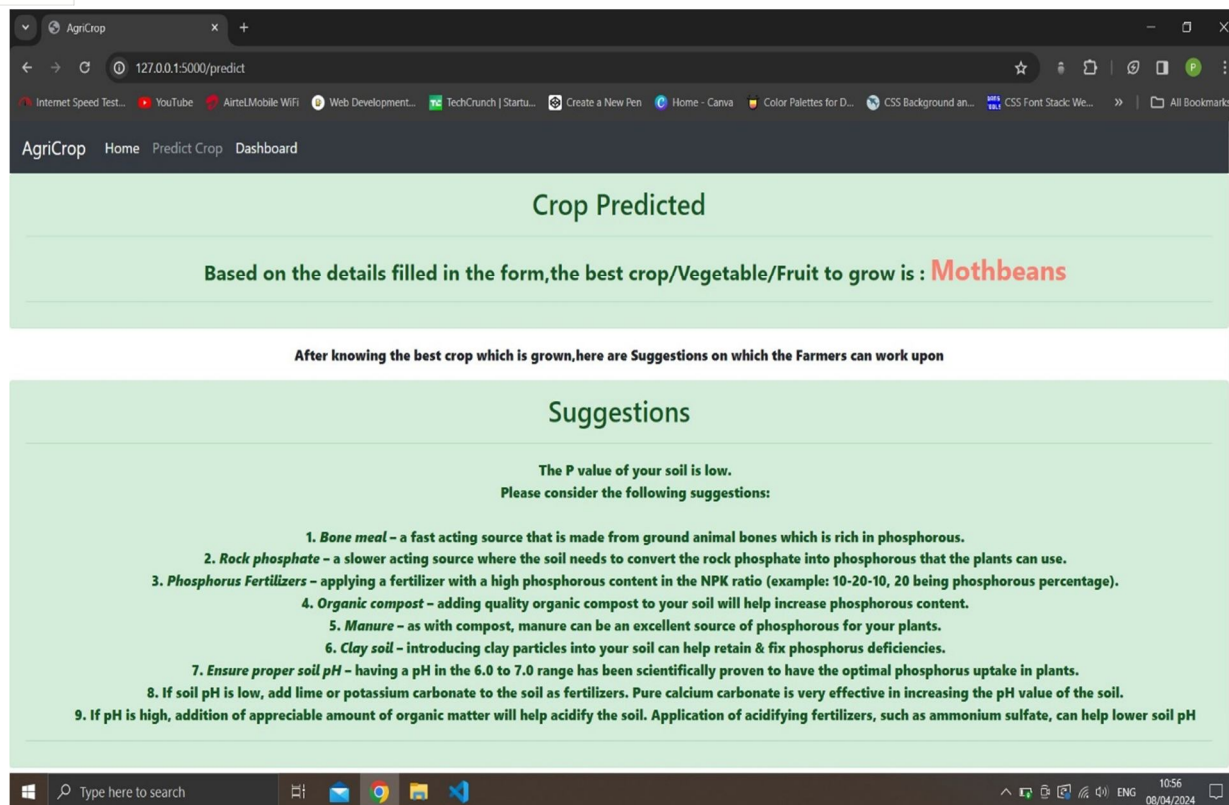 AgriCrop
127.0.0.1:5000/predict
Internet Speed Test... YouTube AirtelMobile WiFi Web Development... TechCrunch | Startu... Create a New Pen Home - Canva Color Palettes for D... CSS Background an... CSS Font Stack: We... » All Bookmarks
AgriCrop Home Predict Crop Dashboard
Crop Predicted
Based on the details filled in the form,the best crop/Vegetable/Fruit to grow is : Mothbeans
After knowing the best crop which is grown,here are Suggestions on which the Farmers can work upon
Suggestions
The P value of your soil is low.
Please consider the following suggestions:
1. Bone meal – a fast acting source that is made from ground animal bones which is rich in phosphorous.
2. Rock phosphate – a slower acting source where the soil needs to convert the rock phosphate into phosphorous that the plants can use.
3. Phosphorus Fertilizers – applying a fertilizer with a high phosphorous content in the NPK ratio (example: 10-20-10, 20 being phosphorous percentage).
4. Organic compost – adding quality organic compost to your soil will help increase phosphorous content.
5. Manure – as with compost, manure can be an excellent source of phosphorous for your plants.
6. Clay soil – introducing clay particles into your soil can help retain & fix phosphorus deficiencies.
7. Ensure proper soil pH – having a pH in the 6.0 to 7.0 range has been scientifically proven to have the optimal phosphorus uptake in plants.
8. If soil pH is low, add lime or potassium carbonate to the soil as fertilizers. Pure calcium carbonate is very effective in increasing the pH value of the soil.
9. If pH is high, addition of appreciable amount of organic matter will help acidify the soil. Application of acidifying fertilizers, such as ammonium sulfate, can help lower soil pH
Type here to search ENG 10:56
08/04/2024